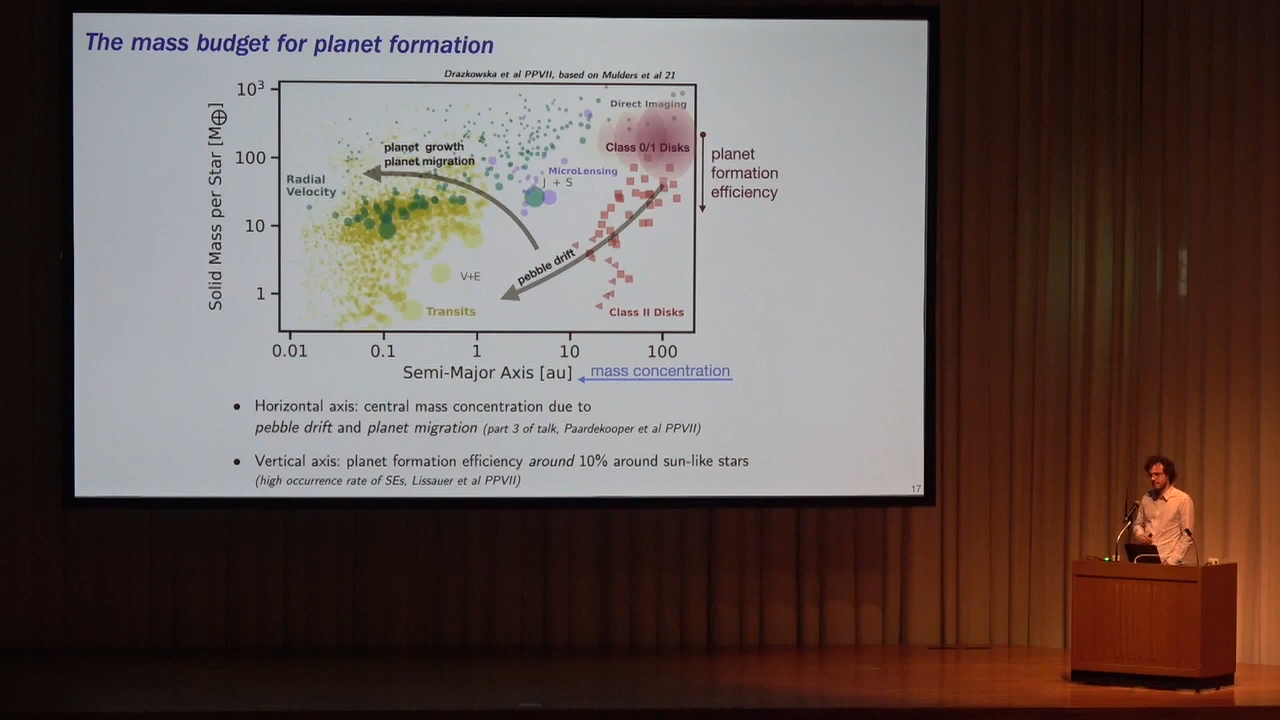 The mass budget for planet formation
Drazkowska et al PPVII, based on Mulders et al 21
Solid Mass per Star [M⊕]
10³
100
10
1
Direct Imaging
Class 0/1 Disks
planet growth
planet migration
MicroLensing
J + S
Radial
Velocity
pebble drift
V+E
Transits
Class II Disks
planet
formation
efficiency
0.01
0.1
1
10
100
Semi-Major Axis [au]
mass concentration
• Horizontal axis: central mass concentration due to
pebble drift and planet migration (part 3 of talk, Paardekooper et al PPVII)
• Vertical axis: planet formation efficiency around 10% around sun-like stars
(high occurrence rate of SEs, Lissauer et al PPVII)
17